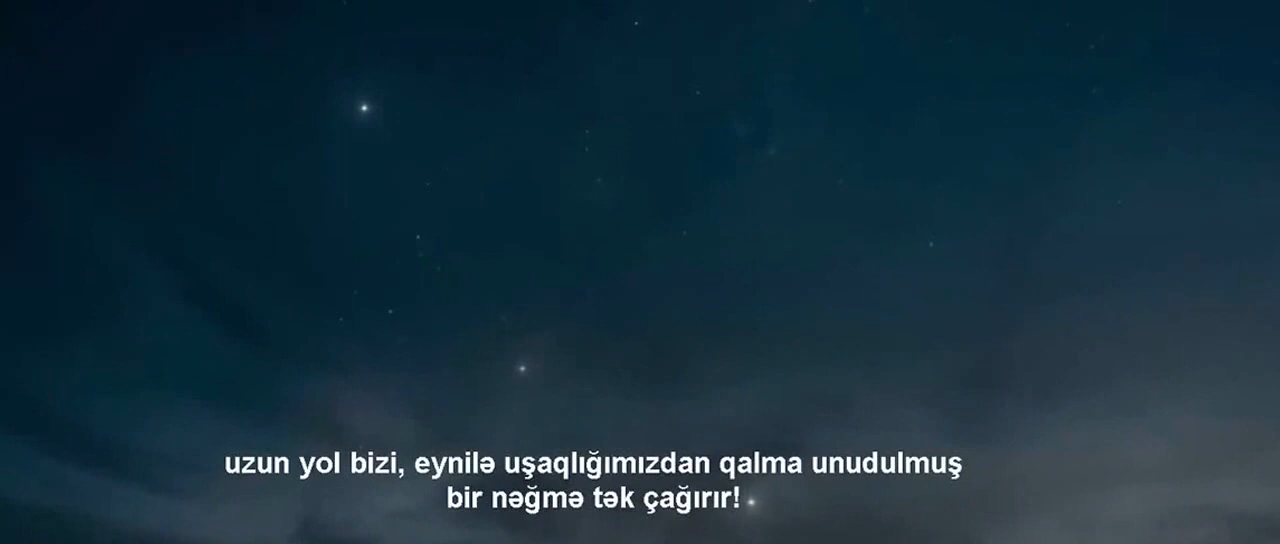 uzun yol bizi, eynilə uşaqlığımızdan qalma unudulmuş
bir nəğmə tək çağırır!